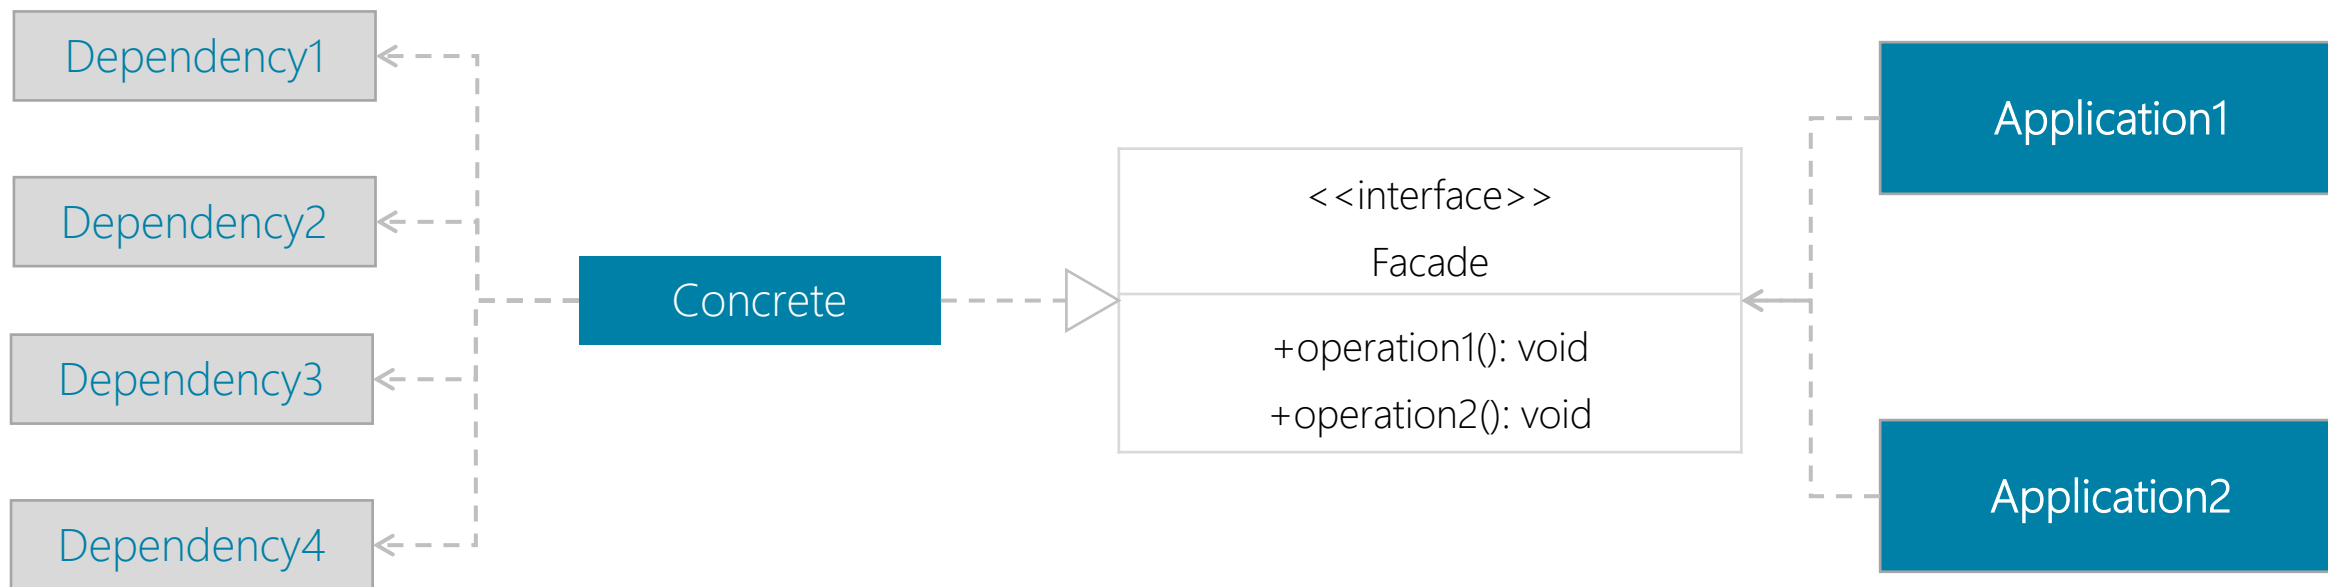 Dependency1
Dependency2
Dependency3
Dependency4
Concrete
<<interface>>
Facade
+operation1(): void
+operation2(): void
Application1
Application2